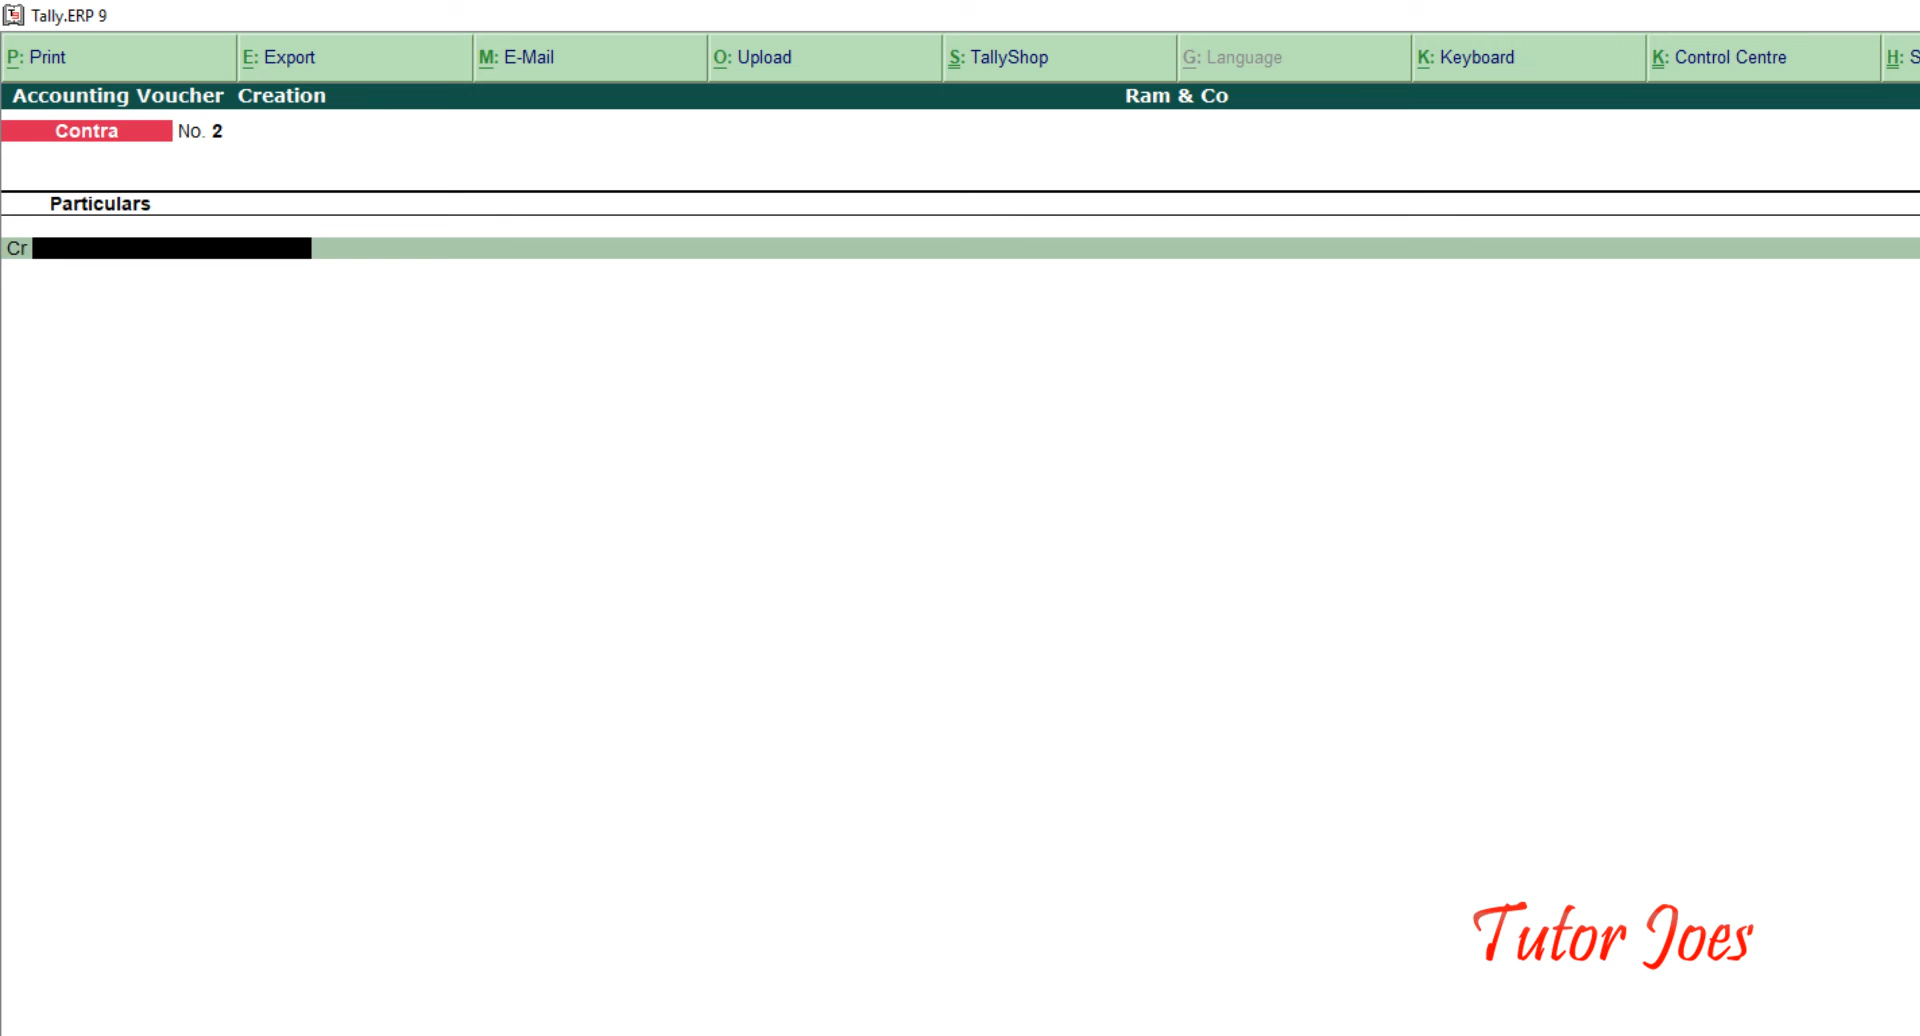 Tally.ERP 9
P: Print E: Export M: E-Mail O: Upload S: TallyShop G: Language K: Keyboard K: Control Centre H: S
Accounting Voucher Creation Ram & Co
Contra No. 2
Particulars
Cr
Tutor Joes